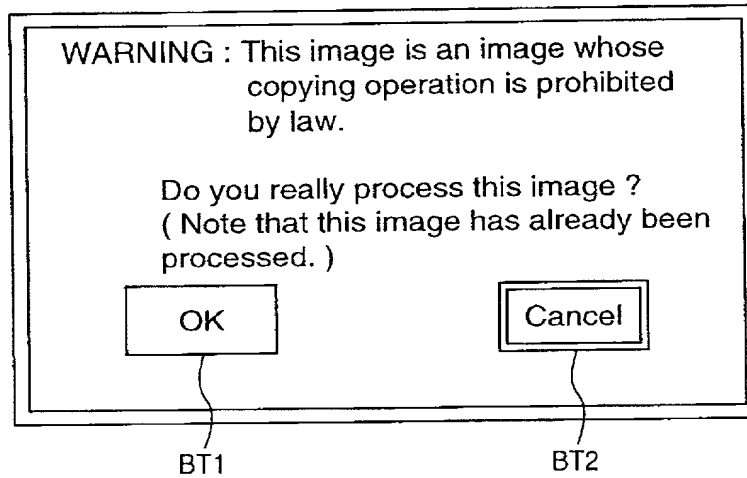 WARNING : This image is an image whose
copying operation is prohibited
by law.
Do you really process this image ?
( Note that this image has already been
processed. )
OK
Cancel
BT1
BT2